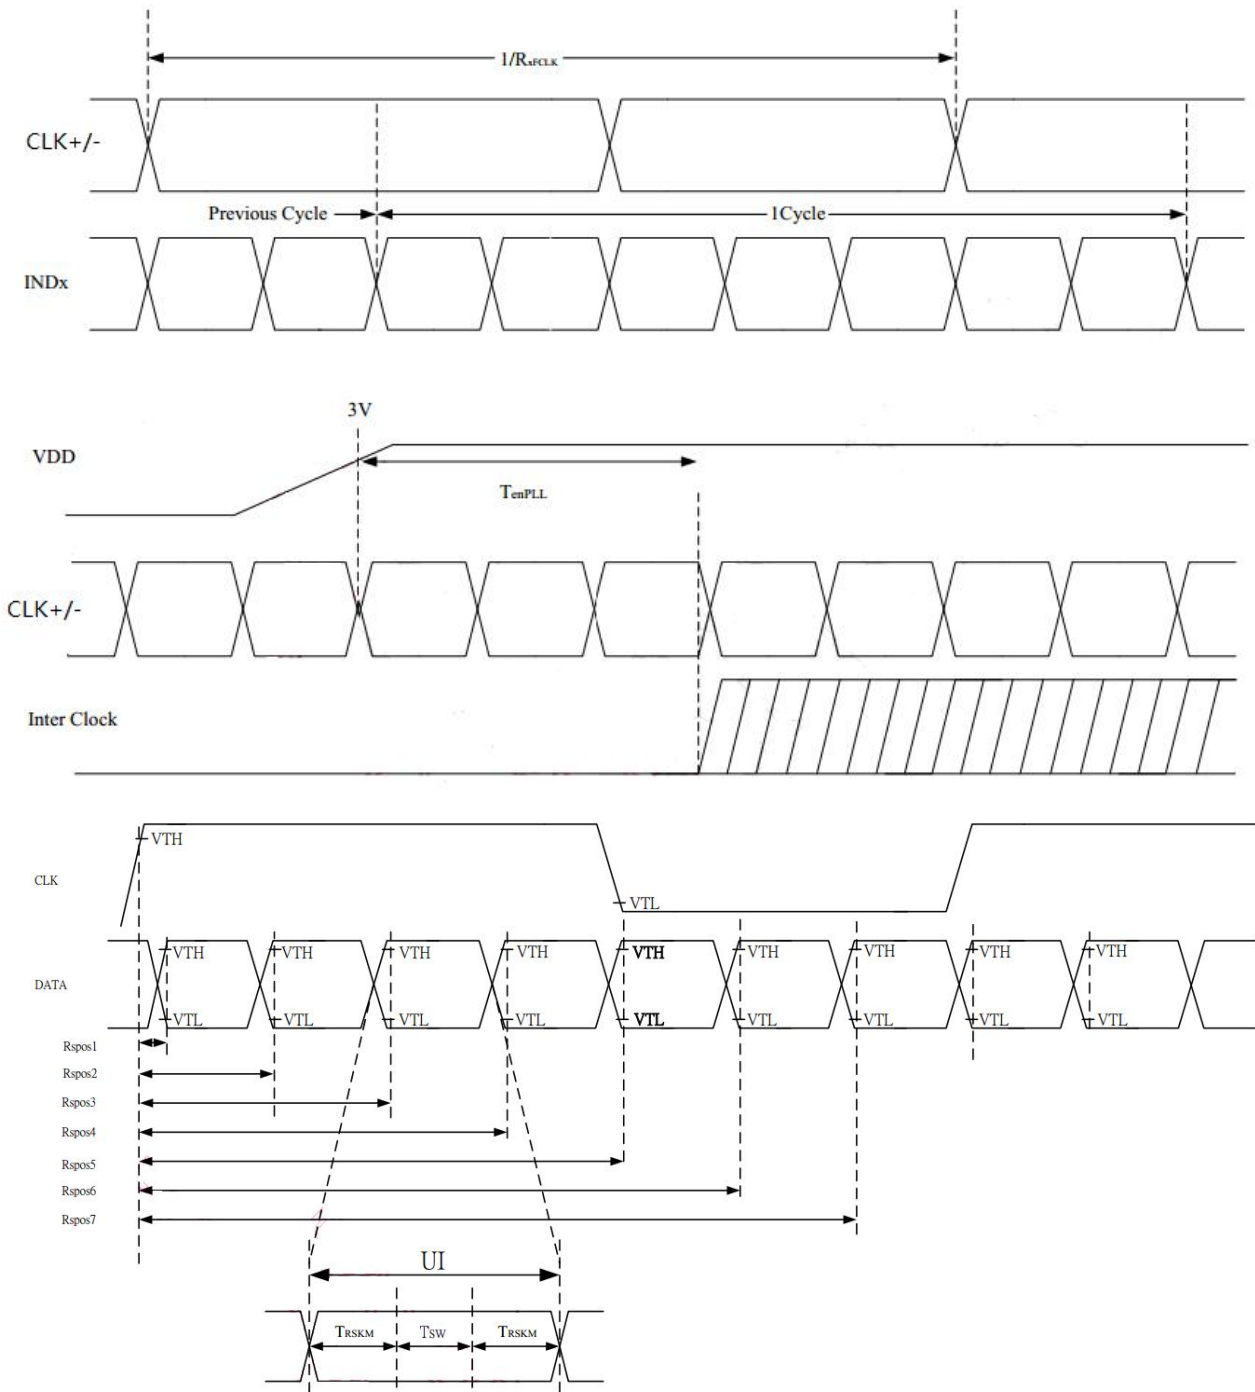 1/RxFCLK
CLK+/-
Previous Cycle
1Cycle
INDx
3V
VDD
TenPLL
CLK+/-
Inter Clock
VTH
CLK
VTL
VTH VTH VTH VTH VTH VTH VTH VTH VTH
DATA
VTL VTL VTL VTL VTL VTL VTL VTL VTL
Rspos1
Rspos2
Rspos3
Rspos4
Rspos5
Rspos6
Rspos7
UI
TRSKM TSW TRSKM